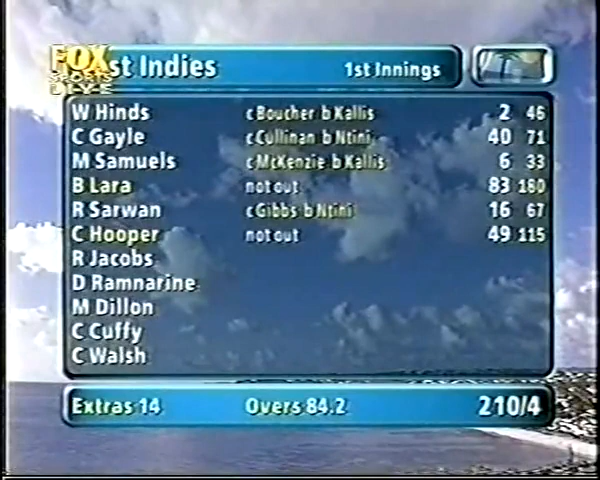 FOX SPORTS LIVE
st Indies 1st Innings
W Hinds c Boucher b Kallis 2 46
C Gayle c Cullinan b Ntini 40 71
M Samuels c McKenzie b Kallis 6 33
B Lara not out 83 180
R Sarwan c Gibbs b Ntini 16 67
C Hooper not out 49 115
R Jacobs
D Ramnarine
M Dillon
C Cuffy
C Walsh
Extras 14 Overs 84.2 210/4